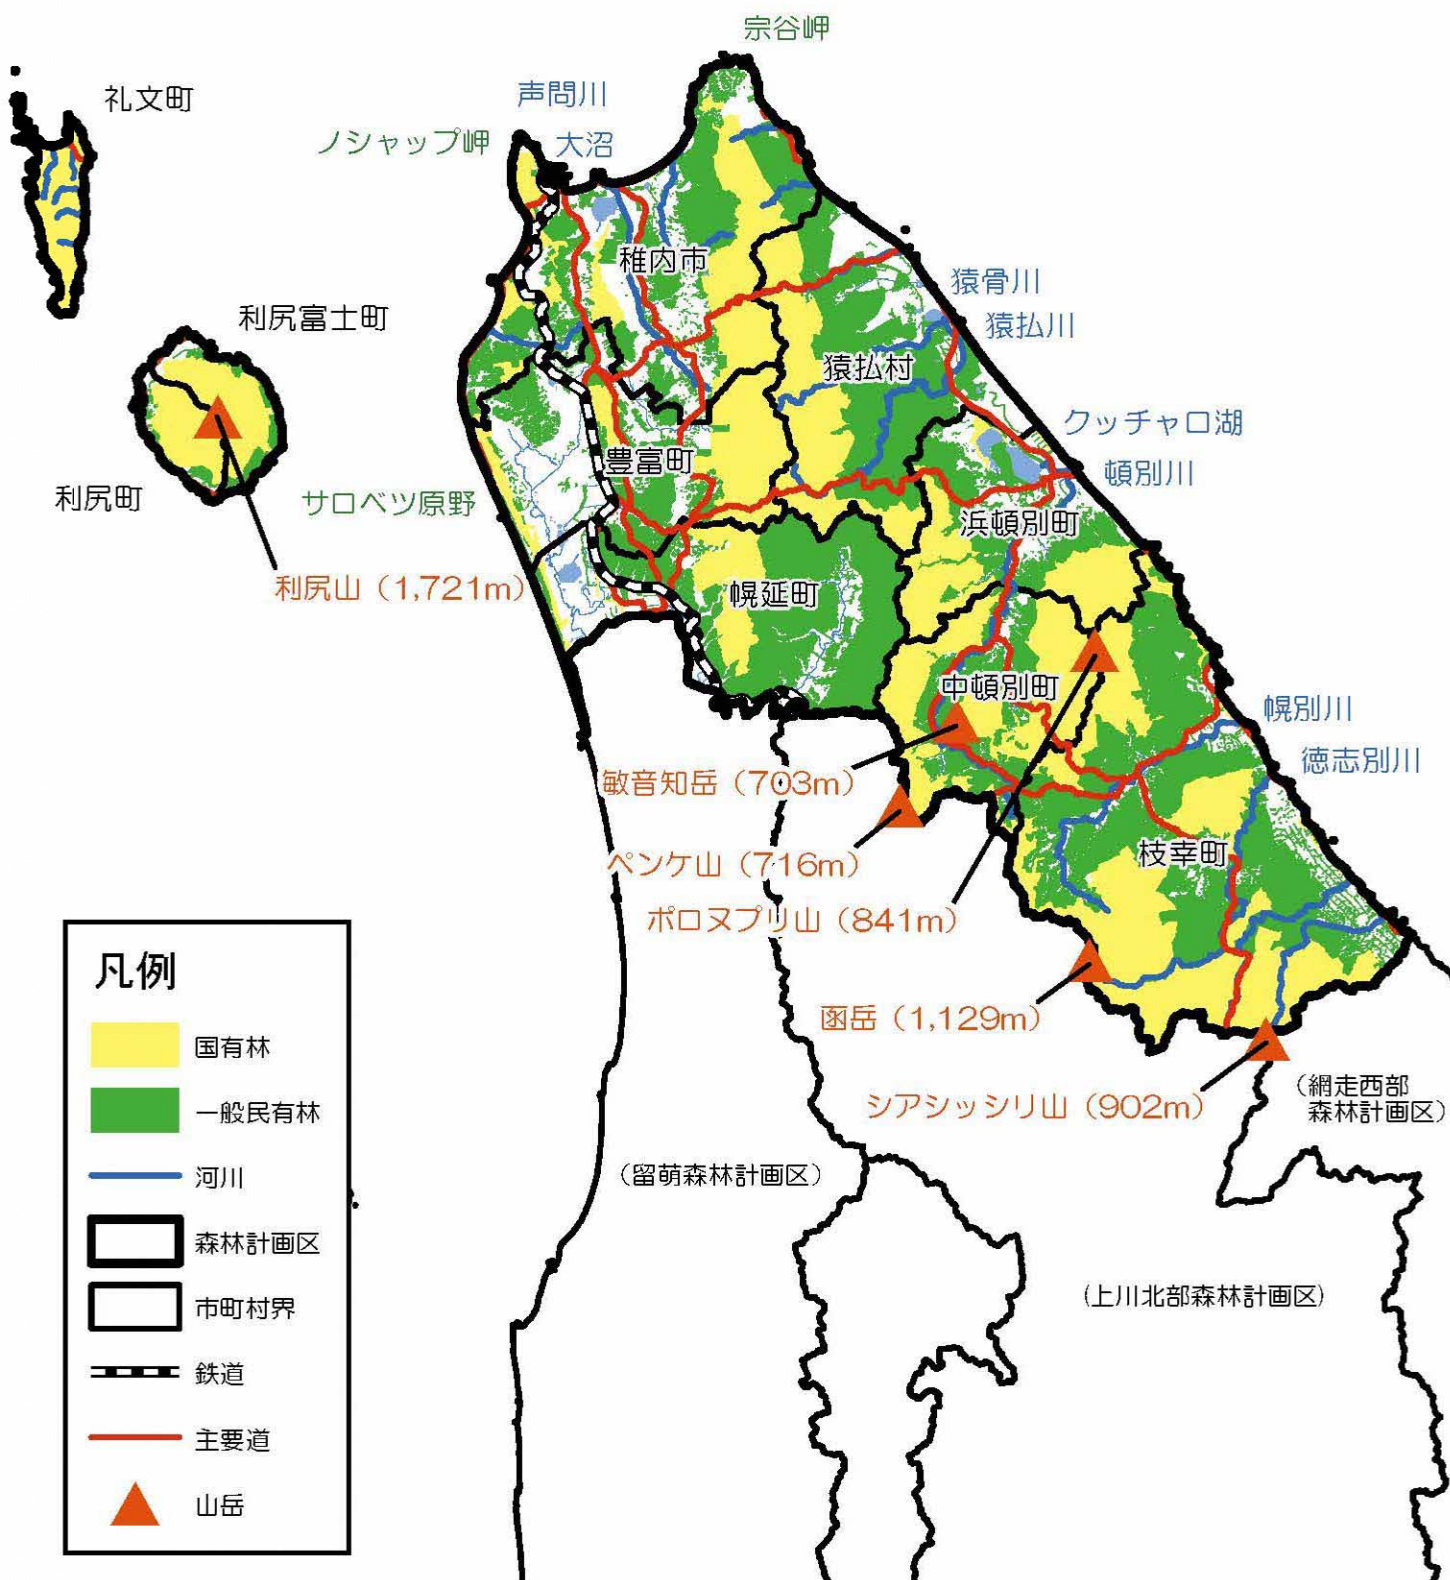 宗谷岬
礼文町
声問川
ノシャップ岬
大沼
稚内市
猿骨川
利尻富士町
猿払川
猿払村
クッチャロ湖
豊富町
頓別川
利尻町
サロベツ原野
浜頓別町
利尻山（1,721m）
幌延町
中頓別町
幌別川
徳志別川
敏音知岳（703m）
枝幸町
ペンケ山（716m）
ポロヌプリ山（841m）
函岳（1,129m）
シアシッシリ山（902m）
（網走西部
森林計画区）
（留萌森林計画区）
（上川北部森林計画区）
凡例
国有林
一般民有林
河川
森林計画区
市町村界
鉄道
主要道
山岳